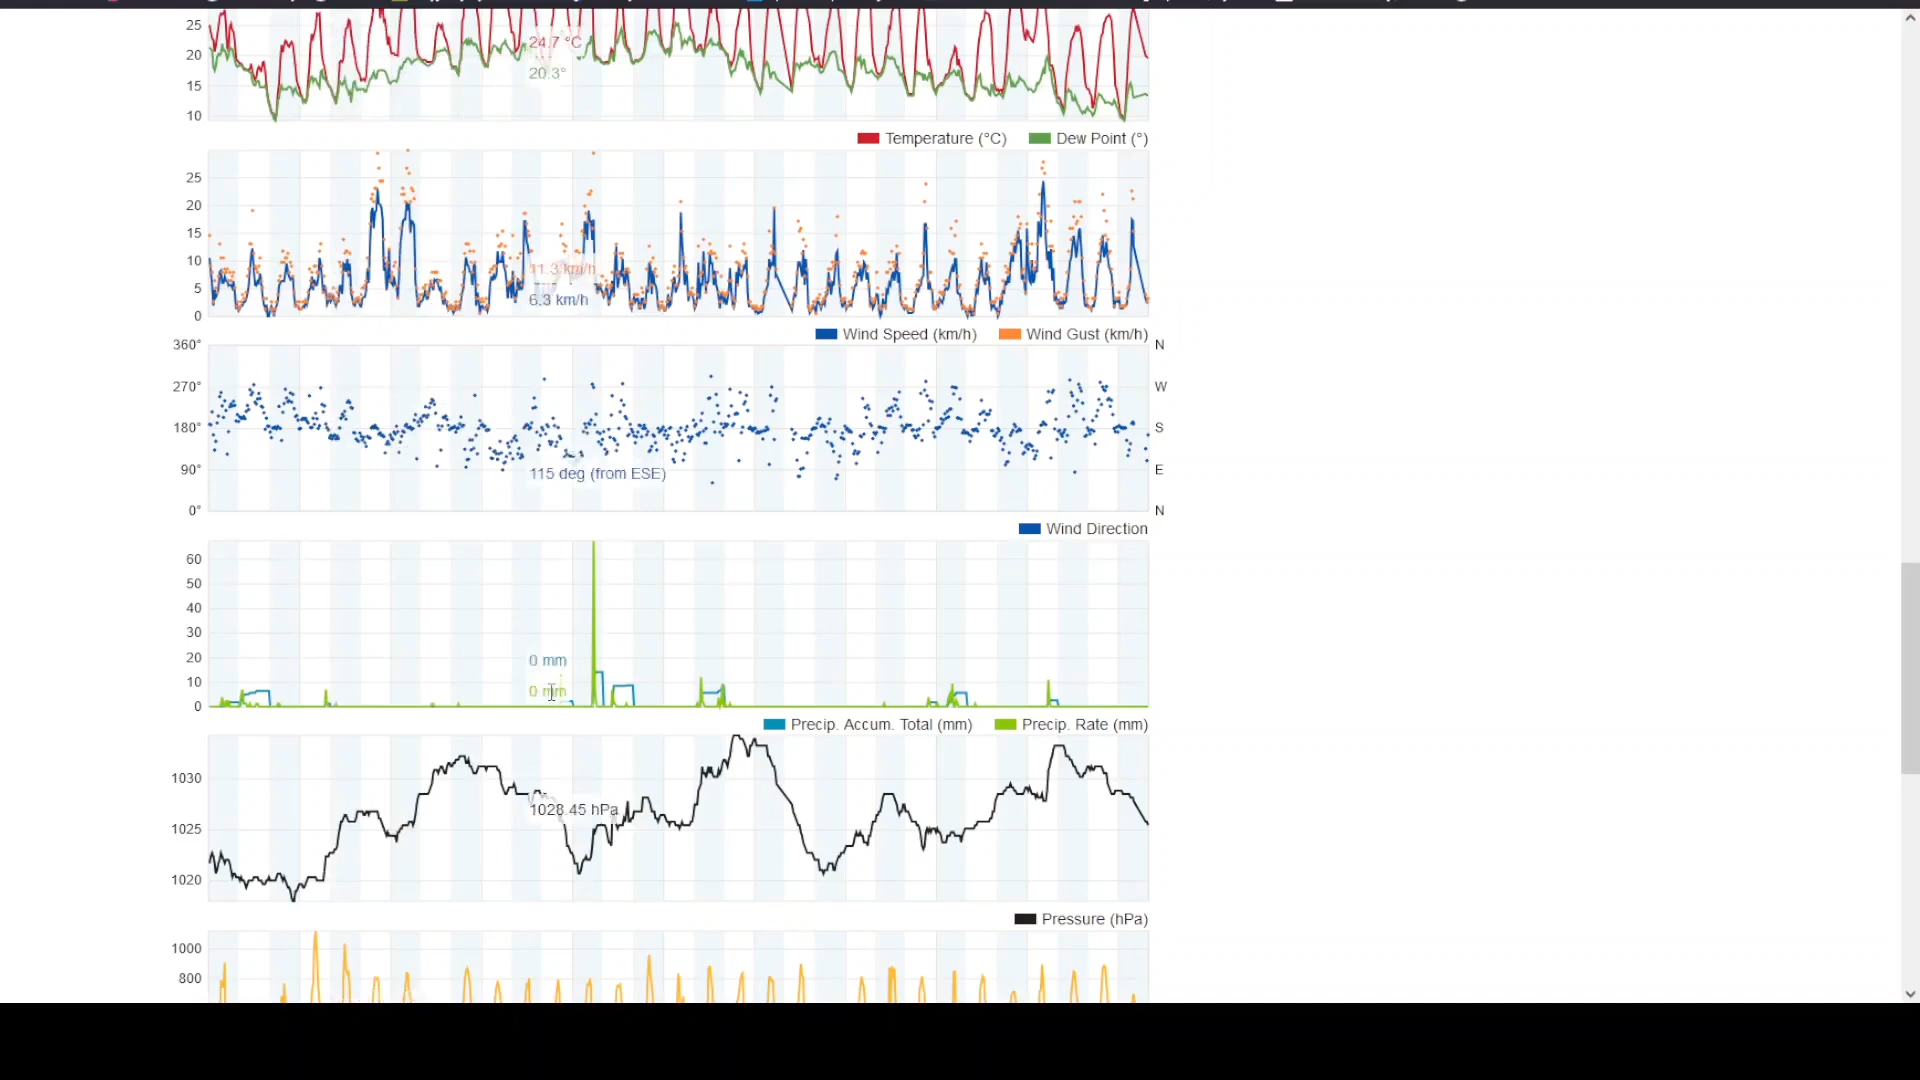 25
24.7 °C
20
20.3°
15
10
Temperature (°C) Dew Point (°)
25
20
15
10
11.3 km/h
5
6.3 km/h
0
Wind Speed (km/h) Wind Gust (km/h)
360° N
270° W
180° S
90° E
115 deg (from ESE)
0° N
Wind Direction
60
50
40
30
20
0 mm
10
0 mm
0
Precip. Accum. Total (mm) Precip. Rate (mm)
1030
1028.45 hPa
1025
1020
Pressure (hPa)
1000
800